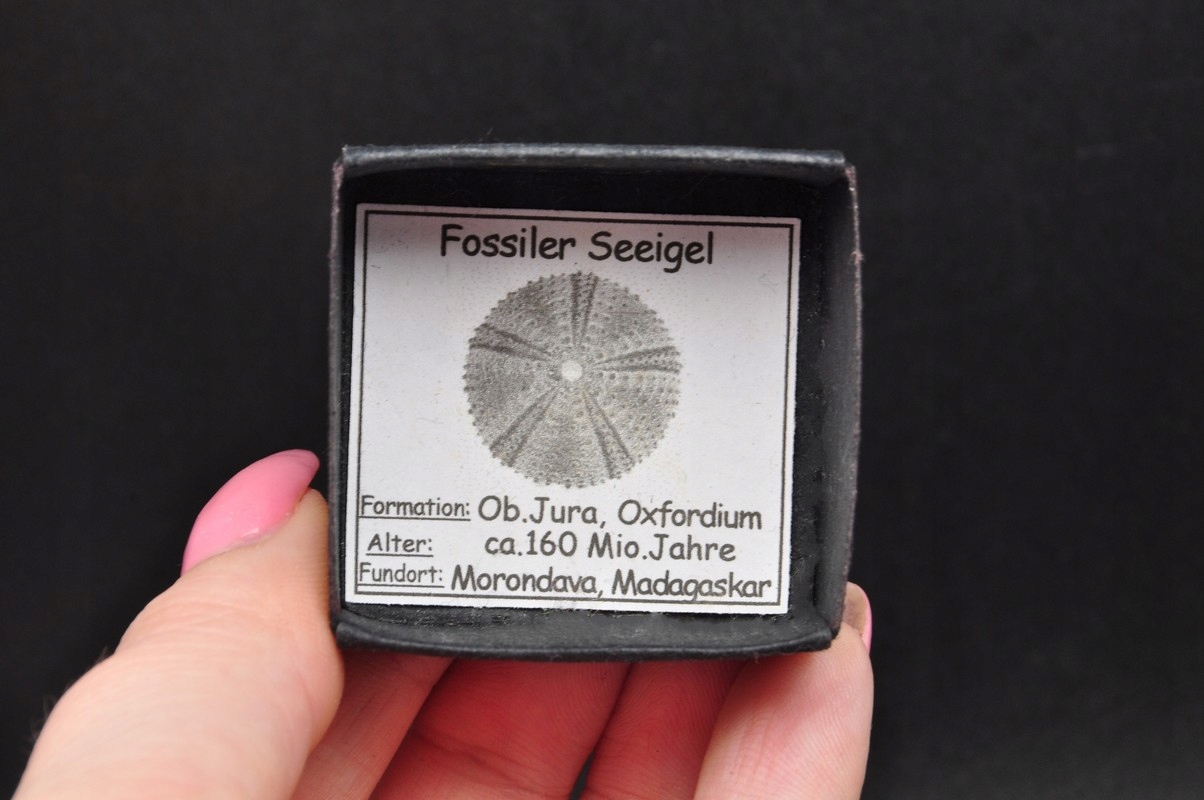 Fossiler Seeigel
Formation: Ob.Jura, Oxfordium
Alter: ca.160 Mio.Jahre
Fundort: Morondava, Madagaskar